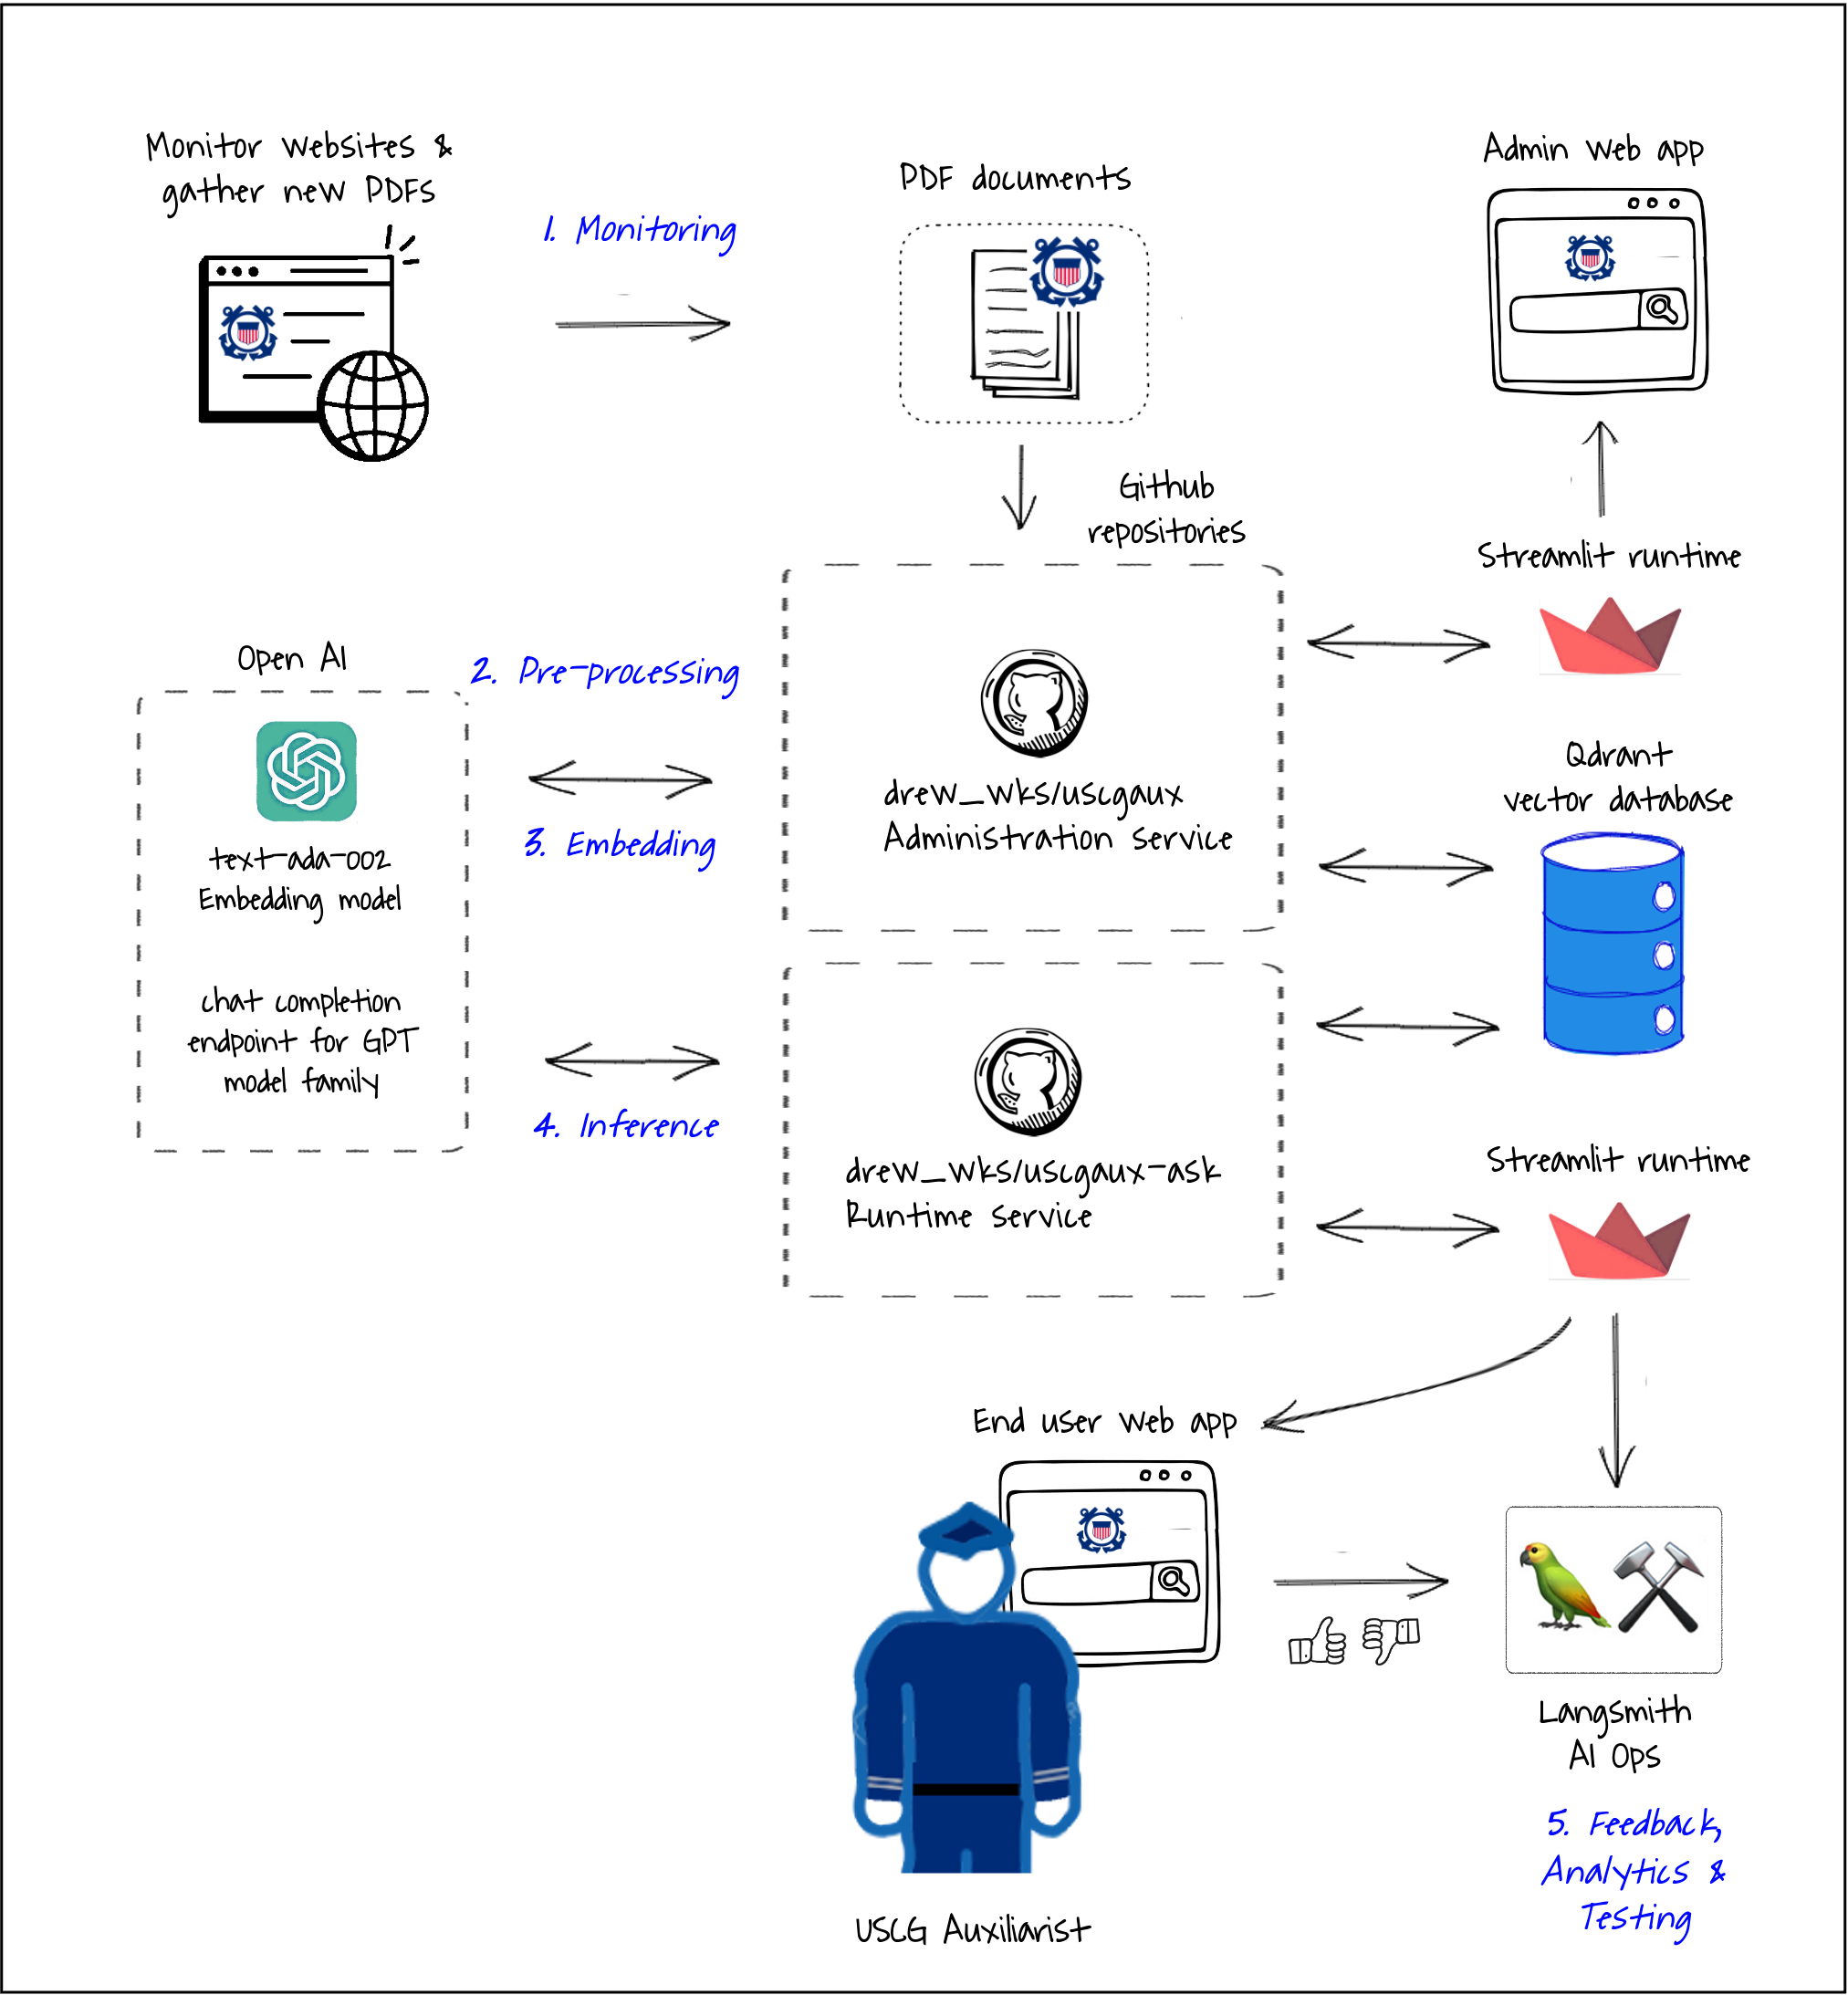 Monitor websites &
gather new PDFs
1. Monitoring
PDF documents
Admin web app
Github
repositories
Streamlit runtime
Open AI
2. Pre-processing
text-ada-002
Embedding model
3. Embedding
drew_wks/uscgaux
Administration service
Qdrant
vector database
chat completion
endpoint for GPT
model family
4. Inference
drew_wks/uscgaux-ask
Runtime service
Streamlit runtime
End user web app
USCG Auxiliarist
Langsmith
AI Ops
5. Feedback,
Analytics &
Testing